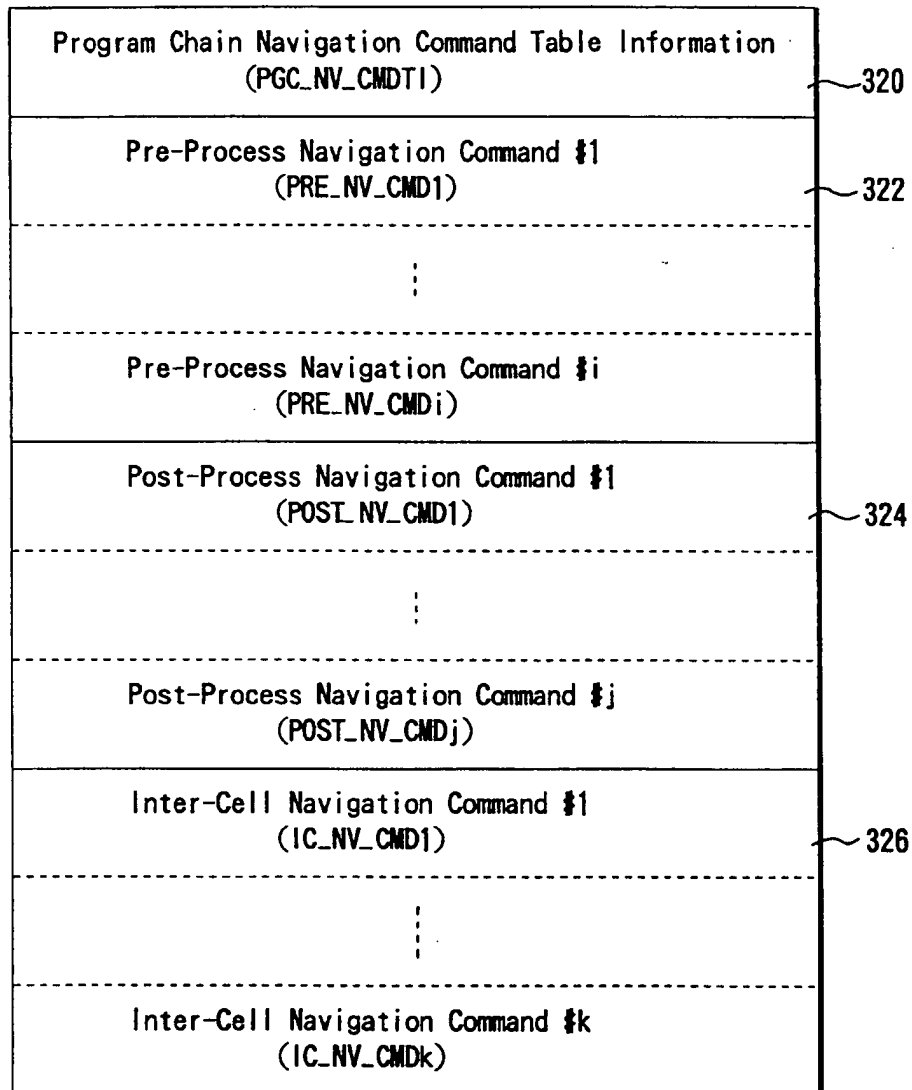 Program Chain Navigation Command Table Information
(PGC_NV_CMDTI)
320
Pre-Process Navigation Command #1
(PRE_NV_CMD1)
322
Pre-Process Navigation Command #i
(PRE_NV_CMDi)
Post-Process Navigation Command #1
(POST_NV_CMD1)
324
Post-Process Navigation Command #j
(POST_NV_CMDj)
Inter-Cell Navigation Command #1
(IC_NV_CMD1)
326
Inter-Cell Navigation Command #k
(IC_NV_CMDk)